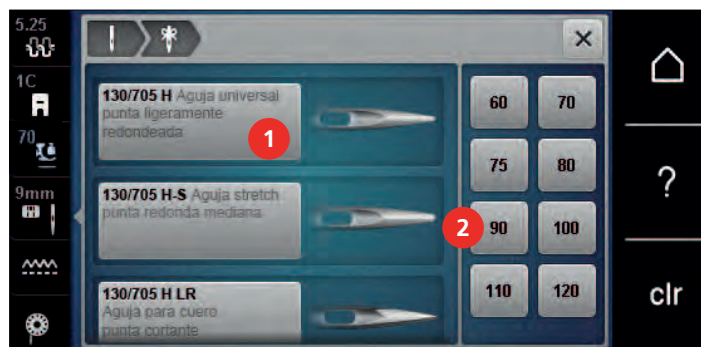 5.25
1C
70
9mm
130/705 H Aguja universal
punta ligeramente
redondeada
1
130/705 H-S Aguja stretch
punta redonda mediana
2
130/705 H LR
Aguja para cuero
punta cortante
60 70
75 80
90 100
110 120
?
clr